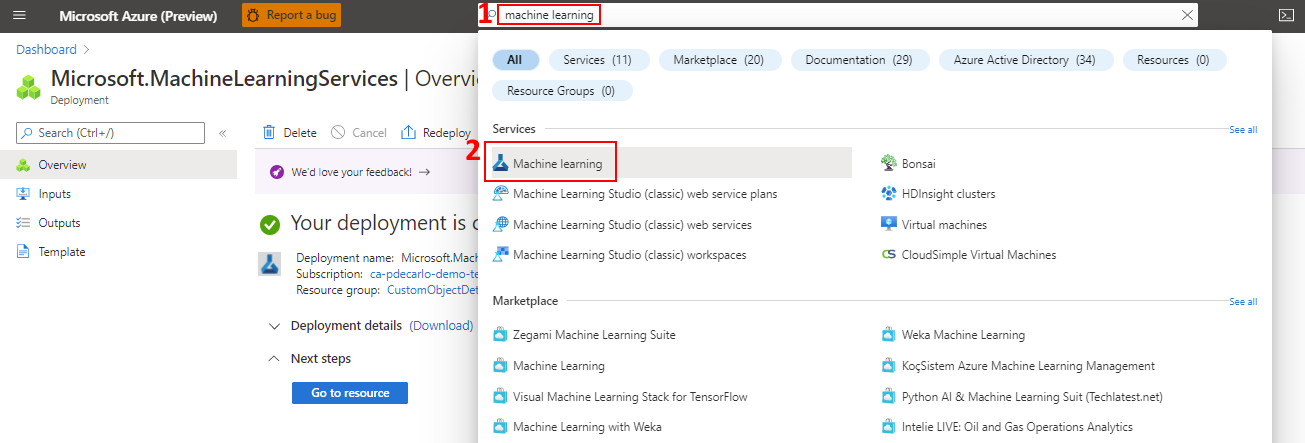 Microsoft Azure (Preview)
Report a bug
1
machine learning
Dashboard >
Microsoft.MachineLearningServices | Overvie
Deployment
Search (Ctrl+/)
«
Delete
Cancel
Redeploy
Overview
Inputs
Outputs
Template
We'd love your feedback! →
Your deployment is c
Deployment name: Microsoft.Mach
Subscription: ca-pdecarlo-demo-te
Resource group: CustomObjectDet
Deployment details (Download)
Next steps
Go to resource
All
Services (11)
Marketplace (20)
Documentation (29)
Azure Active Directory (34)
Resources (0)
Resource Groups (0)
Services
See all
2
Machine learning
Bonsai
Machine Learning Studio (classic) web service plans
HDInsight clusters
Machine Learning Studio (classic) web services
Virtual machines
Machine Learning Studio (classic) workspaces
CS CloudSimple Virtual Machines
Marketplace
See all
Zegami Machine Learning Suite
Weka Machine Learning
Machine Learning
KoçSistem Azure Machine Learning Management
Visual Machine Learning Stack for TensorFlow
Python AI & Machine Learning Suit (Techlatest.net)
Machine Learning with Weka
Intelie LIVE: Oil and Gas Operations Analytics